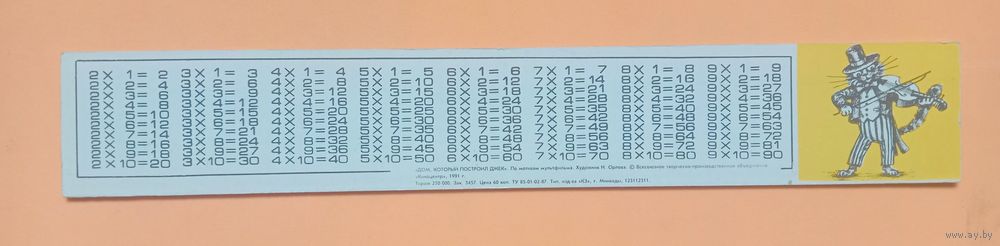 2 X 1= 2 3 X 1= 3 4 X 1= 4 5 X 1= 5 6 X 1= 6 7 X 1= 7 8 X 1= 8 9 X 1= 9
2 X 2= 4 3 X 2= 6 4 X 2= 8 5 X 2=10 6 X 2=12 7 X 2=14 8 X 2=16 9 X 2=18
2 X 3= 6 3 X 3= 9 4 X 3=12 5 X 3=15 6 X 3=18 7 X 3=21 8 X 3=24 9 X 3=27
2 X 4= 8 3 X 4=12 4 X 4=16 5 X 4=20 6 X 4=24 7 X 4=28 8 X 4=32 9 X 4=36
2 X 5=10 3 X 5=15 4 X 5=20 5 X 5=25 6 X 5=30 7 X 5=35 8 X 5=40 9 X 5=45
2 X 6=12 3 X 6=18 4 X 6=24 5 X 6=30 6 X 6=36 7 X 6=42 8 X 6=48 9 X 6=54
2 X 7=14 3 X 7=21 4 X 7=28 5 X 7=35 6 X 7=42 7 X 7=49 8 X 7=56 9 X 7=63
2 X 8=16 3 X 8=24 4 X 8=32 5 X 8=40 6 X 8=48 7 X 8=56 8 X 8=64 9 X 8=72
2 X 9=18 3 X 9=27 4 X 9=36 5 X 9=45 6 X 9=54 7 X 9=63 8 X 9=72 9 X 9=81
2 X 10=20 3 X 10=30 4 X 10=40 5 X 10=50 6 X 10=60 7 X 10=70 8 X 10=80 9 X 10=90
«ДОМ, КОТОРЫЙ ПОСТРОИЛ ДЖЕК». По мотивам мультфильма. Художник Н. Орлова. © Всесоюзное творческо-производственное объединение
«Киноцентр», 1991 г.
Тираж 250 000. Зак. 3457. Цена 60 коп. ТУ 85-01-02-87. Тип. изд-ва «КЗ», г. Минводы, 123112311.
www.ay.by